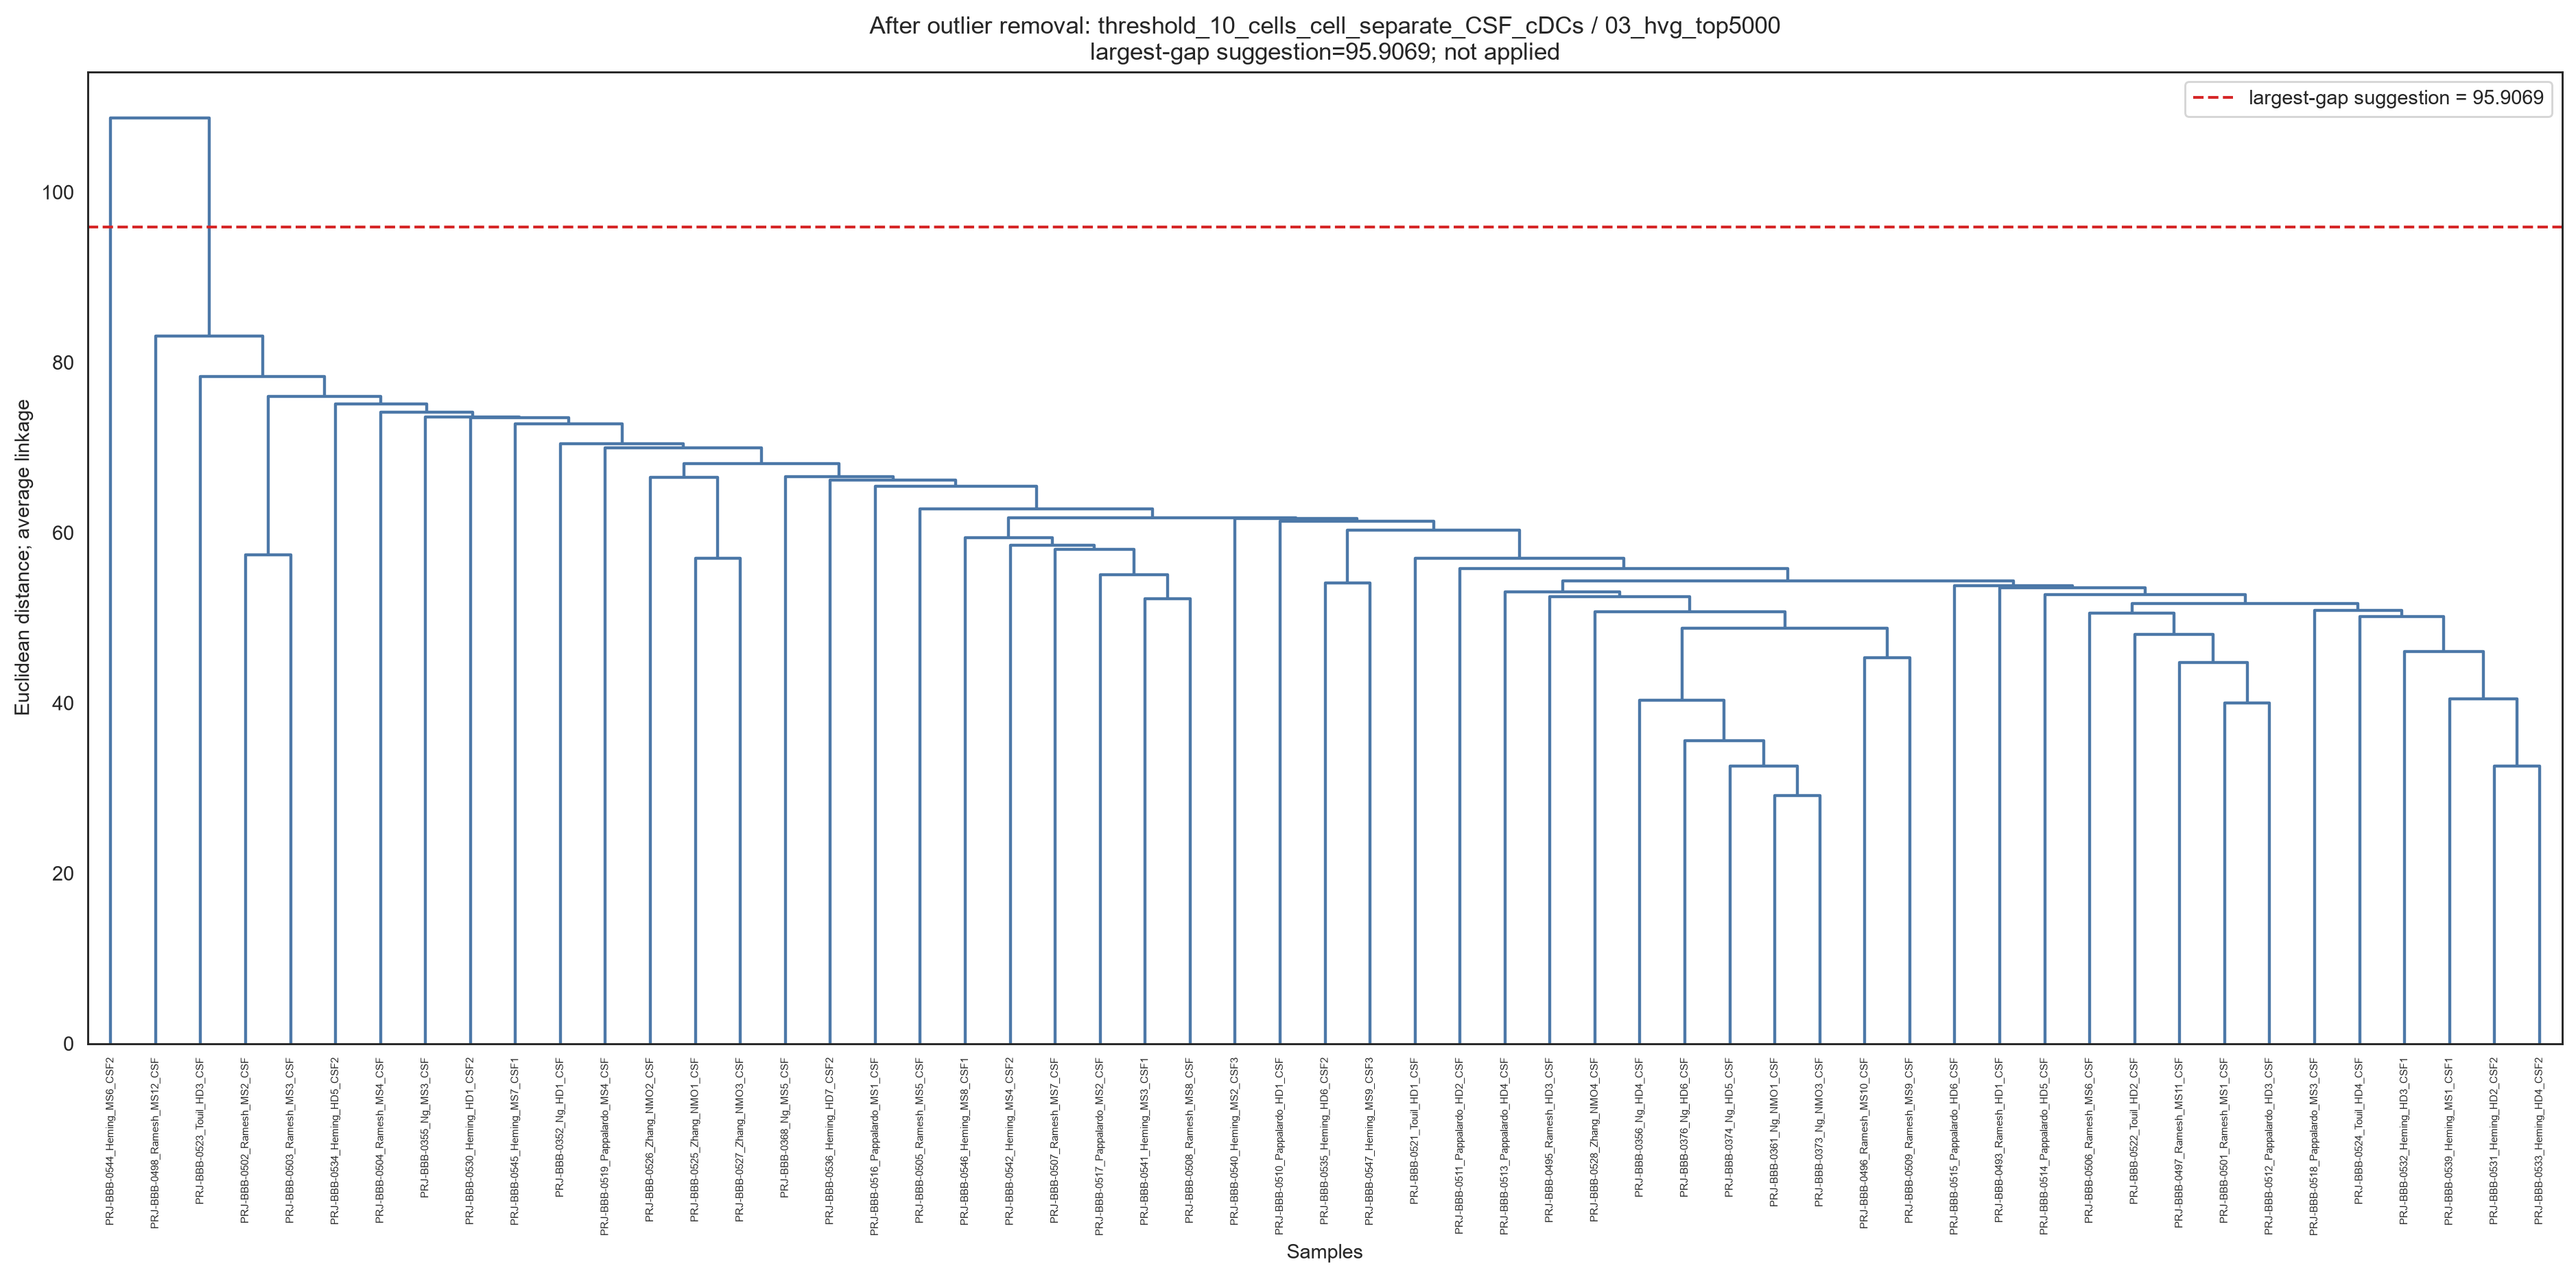 After outlier removal: threshold_10_cells_cell_separate_CSF_cDCs / 03_hvg_top5000
largest-gap suggestion=95.9069; not applied
largest-gap suggestion = 95.9069
Euclidean distance; average linkage
100
80
60
40
20
0
PRJ-BBB-0544_Heming_MS6_CSF2
PRJ-BBB-0498_Ramesh_MS12_CSF
PRJ-BBB-0523_Touil_HD3_CSF
PRJ-BBB-0502_Ramesh_MS2_CSF
PRJ-BBB-0503_Ramesh_MS3_CSF
PRJ-BBB-0534_Heming_HD5_CSF2
PRJ-BBB-0504_Ramesh_MS4_CSF
PRJ-BBB-0355_Ng_MS3_CSF
PRJ-BBB-0530_Heming_HD1_CSF2
PRJ-BBB-0545_Heming_MS7_CSF1
PRJ-BBB-0352_Ng_HD1_CSF
PRJ-BBB-0519_Pappalardo_MS4_CSF
PRJ-BBB-0526_Zhang_NMO2_CSF
PRJ-BBB-0525_Zhang_NMO1_CSF
PRJ-BBB-0527_Zhang_NMO3_CSF
PRJ-BBB-0368_Ng_MS5_CSF
PRJ-BBB-0536_Heming_HD7_CSF2
PRJ-BBB-0516_Pappalardo_MS1_CSF
PRJ-BBB-0505_Ramesh_MS5_CSF
PRJ-BBB-0546_Heming_MS8_CSF1
PRJ-BBB-0542_Heming_MS4_CSF2
PRJ-BBB-0507_Ramesh_MS7_CSF
PRJ-BBB-0517_Pappalardo_MS2_CSF
PRJ-BBB-0541_Heming_MS3_CSF1
PRJ-BBB-0508_Ramesh_MS8_CSF
PRJ-BBB-0540_Heming_MS2_CSF3
PRJ-BBB-0510_Pappalardo_HD1_CSF
PRJ-BBB-0535_Heming_HD6_CSF2
PRJ-BBB-0547_Heming_MS9_CSF3
PRJ-BBB-0521_Touil_HD1_CSF
PRJ-BBB-0511_Pappalardo_HD2_CSF
PRJ-BBB-0513_Pappalardo_HD4_CSF
PRJ-BBB-0495_Ramesh_HD3_CSF
PRJ-BBB-0528_Zhang_NMO4_CSF
PRJ-BBB-0356_Ng_HD4_CSF
PRJ-BBB-0376_Ng_HD6_CSF
PRJ-BBB-0374_Ng_HD5_CSF
PRJ-BBB-0361_Ng_NMO1_CSF
PRJ-BBB-0373_Ng_NMO3_CSF
PRJ-BBB-0496_Ramesh_MS10_CSF
PRJ-BBB-0509_Ramesh_MS9_CSF
PRJ-BBB-0515_Pappalardo_HD6_CSF
PRJ-BBB-0493_Ramesh_HD1_CSF
PRJ-BBB-0514_Pappalardo_HD5_CSF
PRJ-BBB-0506_Ramesh_MS6_CSF
PRJ-BBB-0522_Touil_HD2_CSF
PRJ-BBB-0497_Ramesh_MS11_CSF
PRJ-BBB-0501_Ramesh_MS1_CSF
PRJ-BBB-0512_Pappalardo_HD3_CSF
PRJ-BBB-0518_Pappalardo_MS3_CSF
PRJ-BBB-0524_Touil_HD4_CSF
PRJ-BBB-0532_Heming_HD3_CSF1
PRJ-BBB-0539_Heming_MS1_CSF1
PRJ-BBB-0531_Heming_HD2_CSF2
PRJ-BBB-0533_Heming_HD4_CSF2
Samples